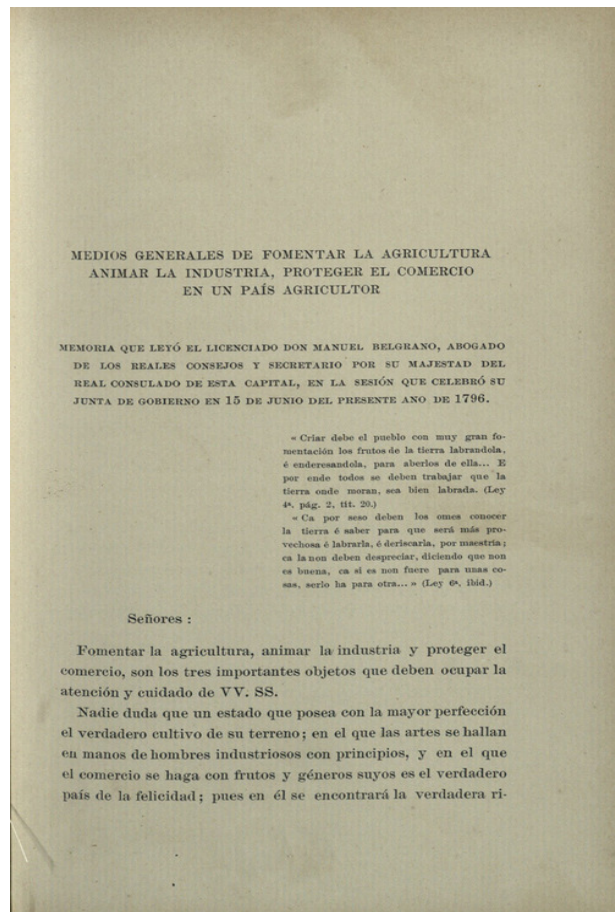 MEDIOS GENERALES DE FOMENTAR LA AGRICULTURA
ANIMAR LA INDUSTRIA, PROTEGER EL COMERCIO
EN UN PAÍS AGRICULTOR
MEMORIA QUE LEYÓ EL LICENCIADO DON MANUEL BELGRANO, ABOGADO
DE LOS REALES CONSEJOS Y SECRETARIO POR SU MAJESTAD DEL
REAL CONSULADO DE ESTA CAPITAL, EN LA SESIÓN QUE CELEBRÓ SU
JUNTA DE GOBIERNO EN 15 DE JUNIO DEL PRESENTE ANO DE 1796.
« Criar debe el pueblo con muy gran fo-
mentación los frutos de la tierra labrandola,
é enderesandola, para aberlos de ella... E
por ende todos se deben trabajar que la
tierra onde moran, sea bien labrada. (Ley
4ª. pág. 2, tit. 20.)
« Ca por seso deben los omes conocer
la tierra é saber para que será más pro-
vechosa é labrarla, é deriscarla, por maestria ;
ca la non deben despreciar, diciendo que non
es buena, ca si es non fuere para unas co-
sas, serlo ha para otra... » (Ley 6ª. ibid.)
Señores :
Fomentar la agricultura, animar la industria y proteger el
comercio, son los tres importantes objetos que deben ocupar la
atención y cuidado de VV. SS.
Nadie duda que un estado que posea con la mayor perfección
el verdadero cultivo de su terreno ; en el que las artes se hallan
en manos de hombres industriosos con principios, y en el que
el comercio se haga con frutos y géneros suyos es el verdadero
país de la felicidad ; pues en él se encontrará la verdadera ri-